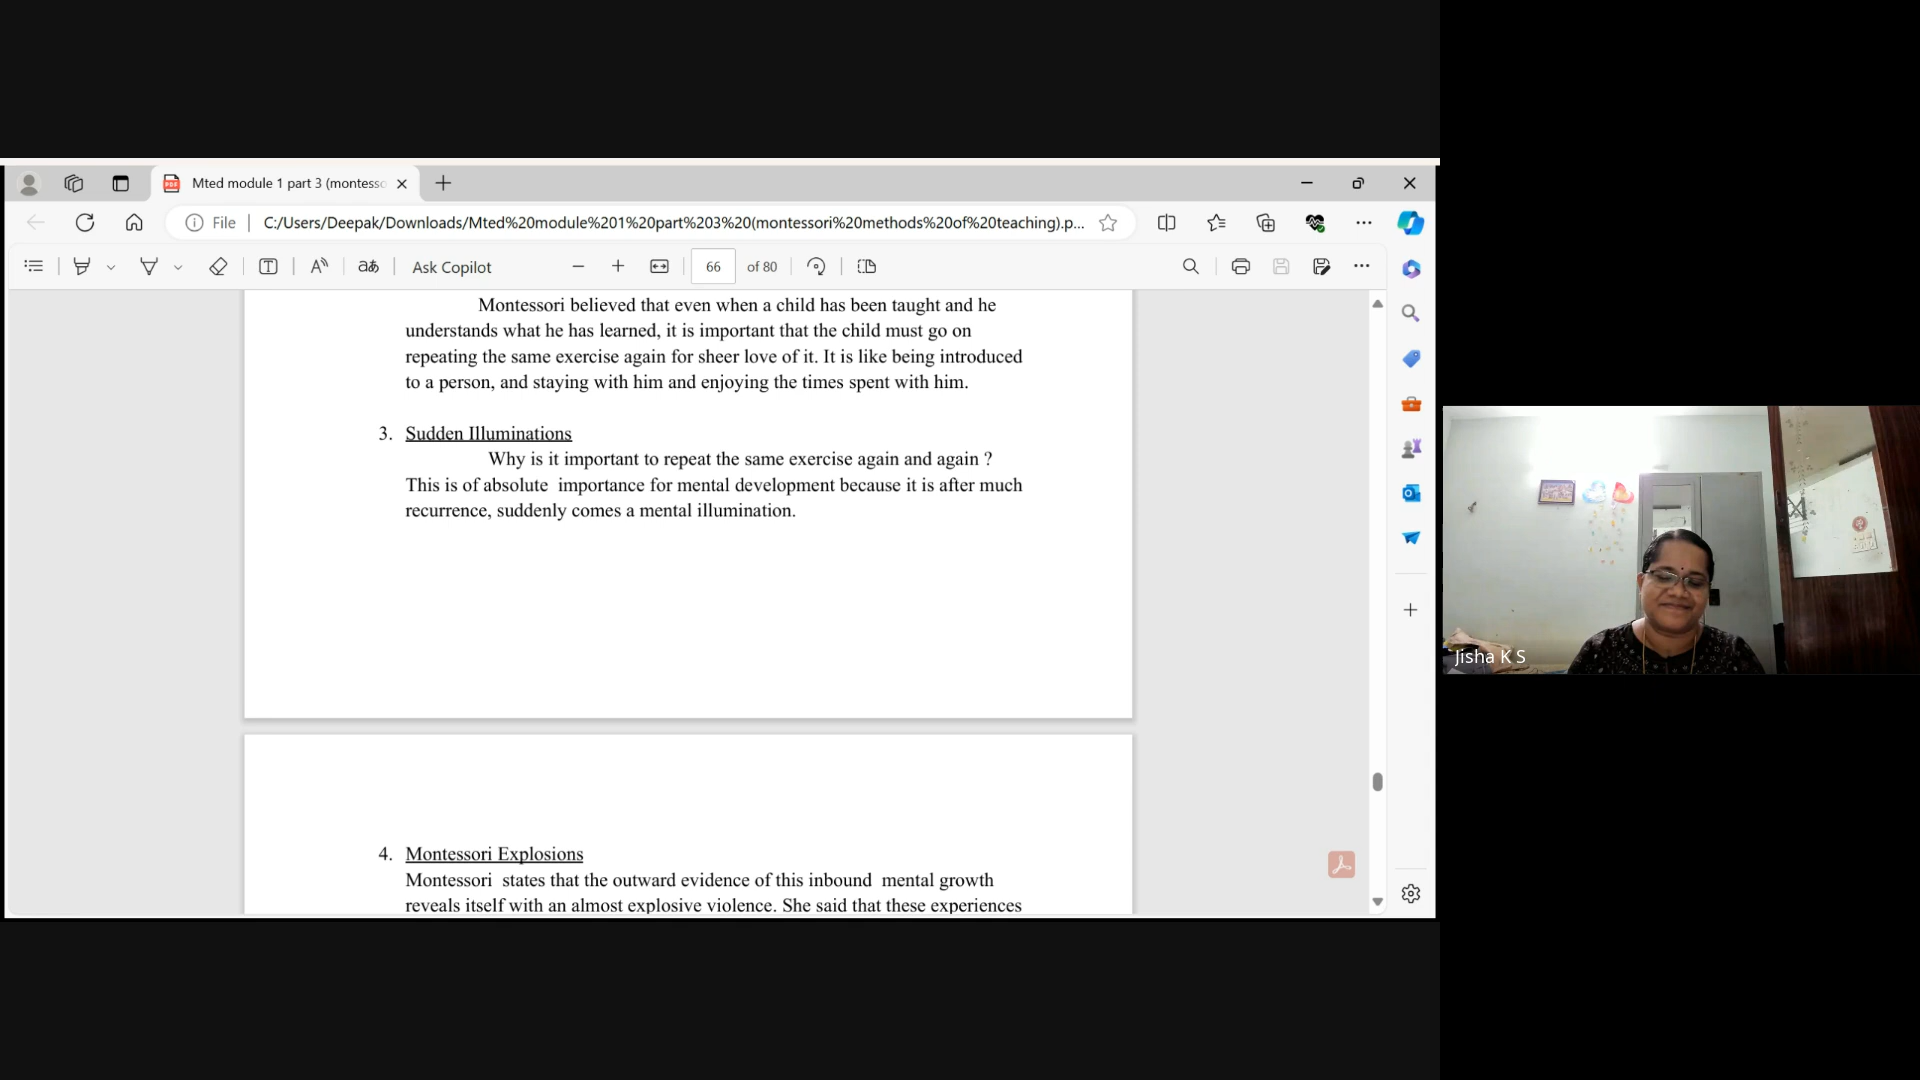 Mted module 1 part 3 (montesso
File
C:/Users/Deepak/Downloads/Mted%20module%201%20part%203%20(montessori%20methods%20of%20teaching).p...
Ask Copilot
66
of 80
Montessori believed that even when a child has been taught and he
understands what he has learned, it is important that the child must go on
repeating the same exercise again for sheer love of it. It is like being introduced
to a person, and staying with him and enjoying the times spent with him.
3. Sudden Illuminations
Why is it important to repeat the same exercise again and again ?
This is of absolute importance for mental development because it is after much
recurrence, suddenly comes a mental illumination.
4. Montessori Explosions
Montessori states that the outward evidence of this inbound mental growth
reveals itself with an almost explosive violence. She said that these experiences
Jisha K S